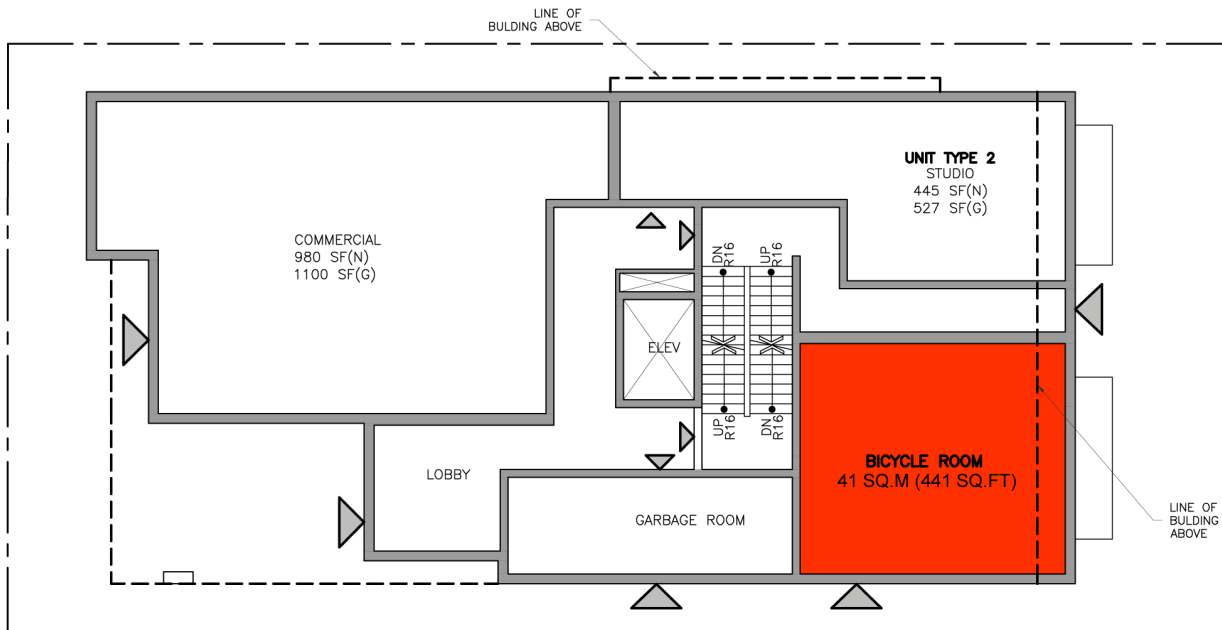 LINE OF
BULDING ABOVE
UNIT TYPE 2
STUDIO
445 SF(N)
527 SF(G)
COMMERCIAL
980 SF(N)
1100 SF(G)
DN
R16
UP
R16
ELEV
UP
R16
DN
R16
LOBBY
BICYCLE ROOM
41 SQ.M (441 SQ.FT)
GARBAGE ROOM
LINE OF
BULDING
ABOVE